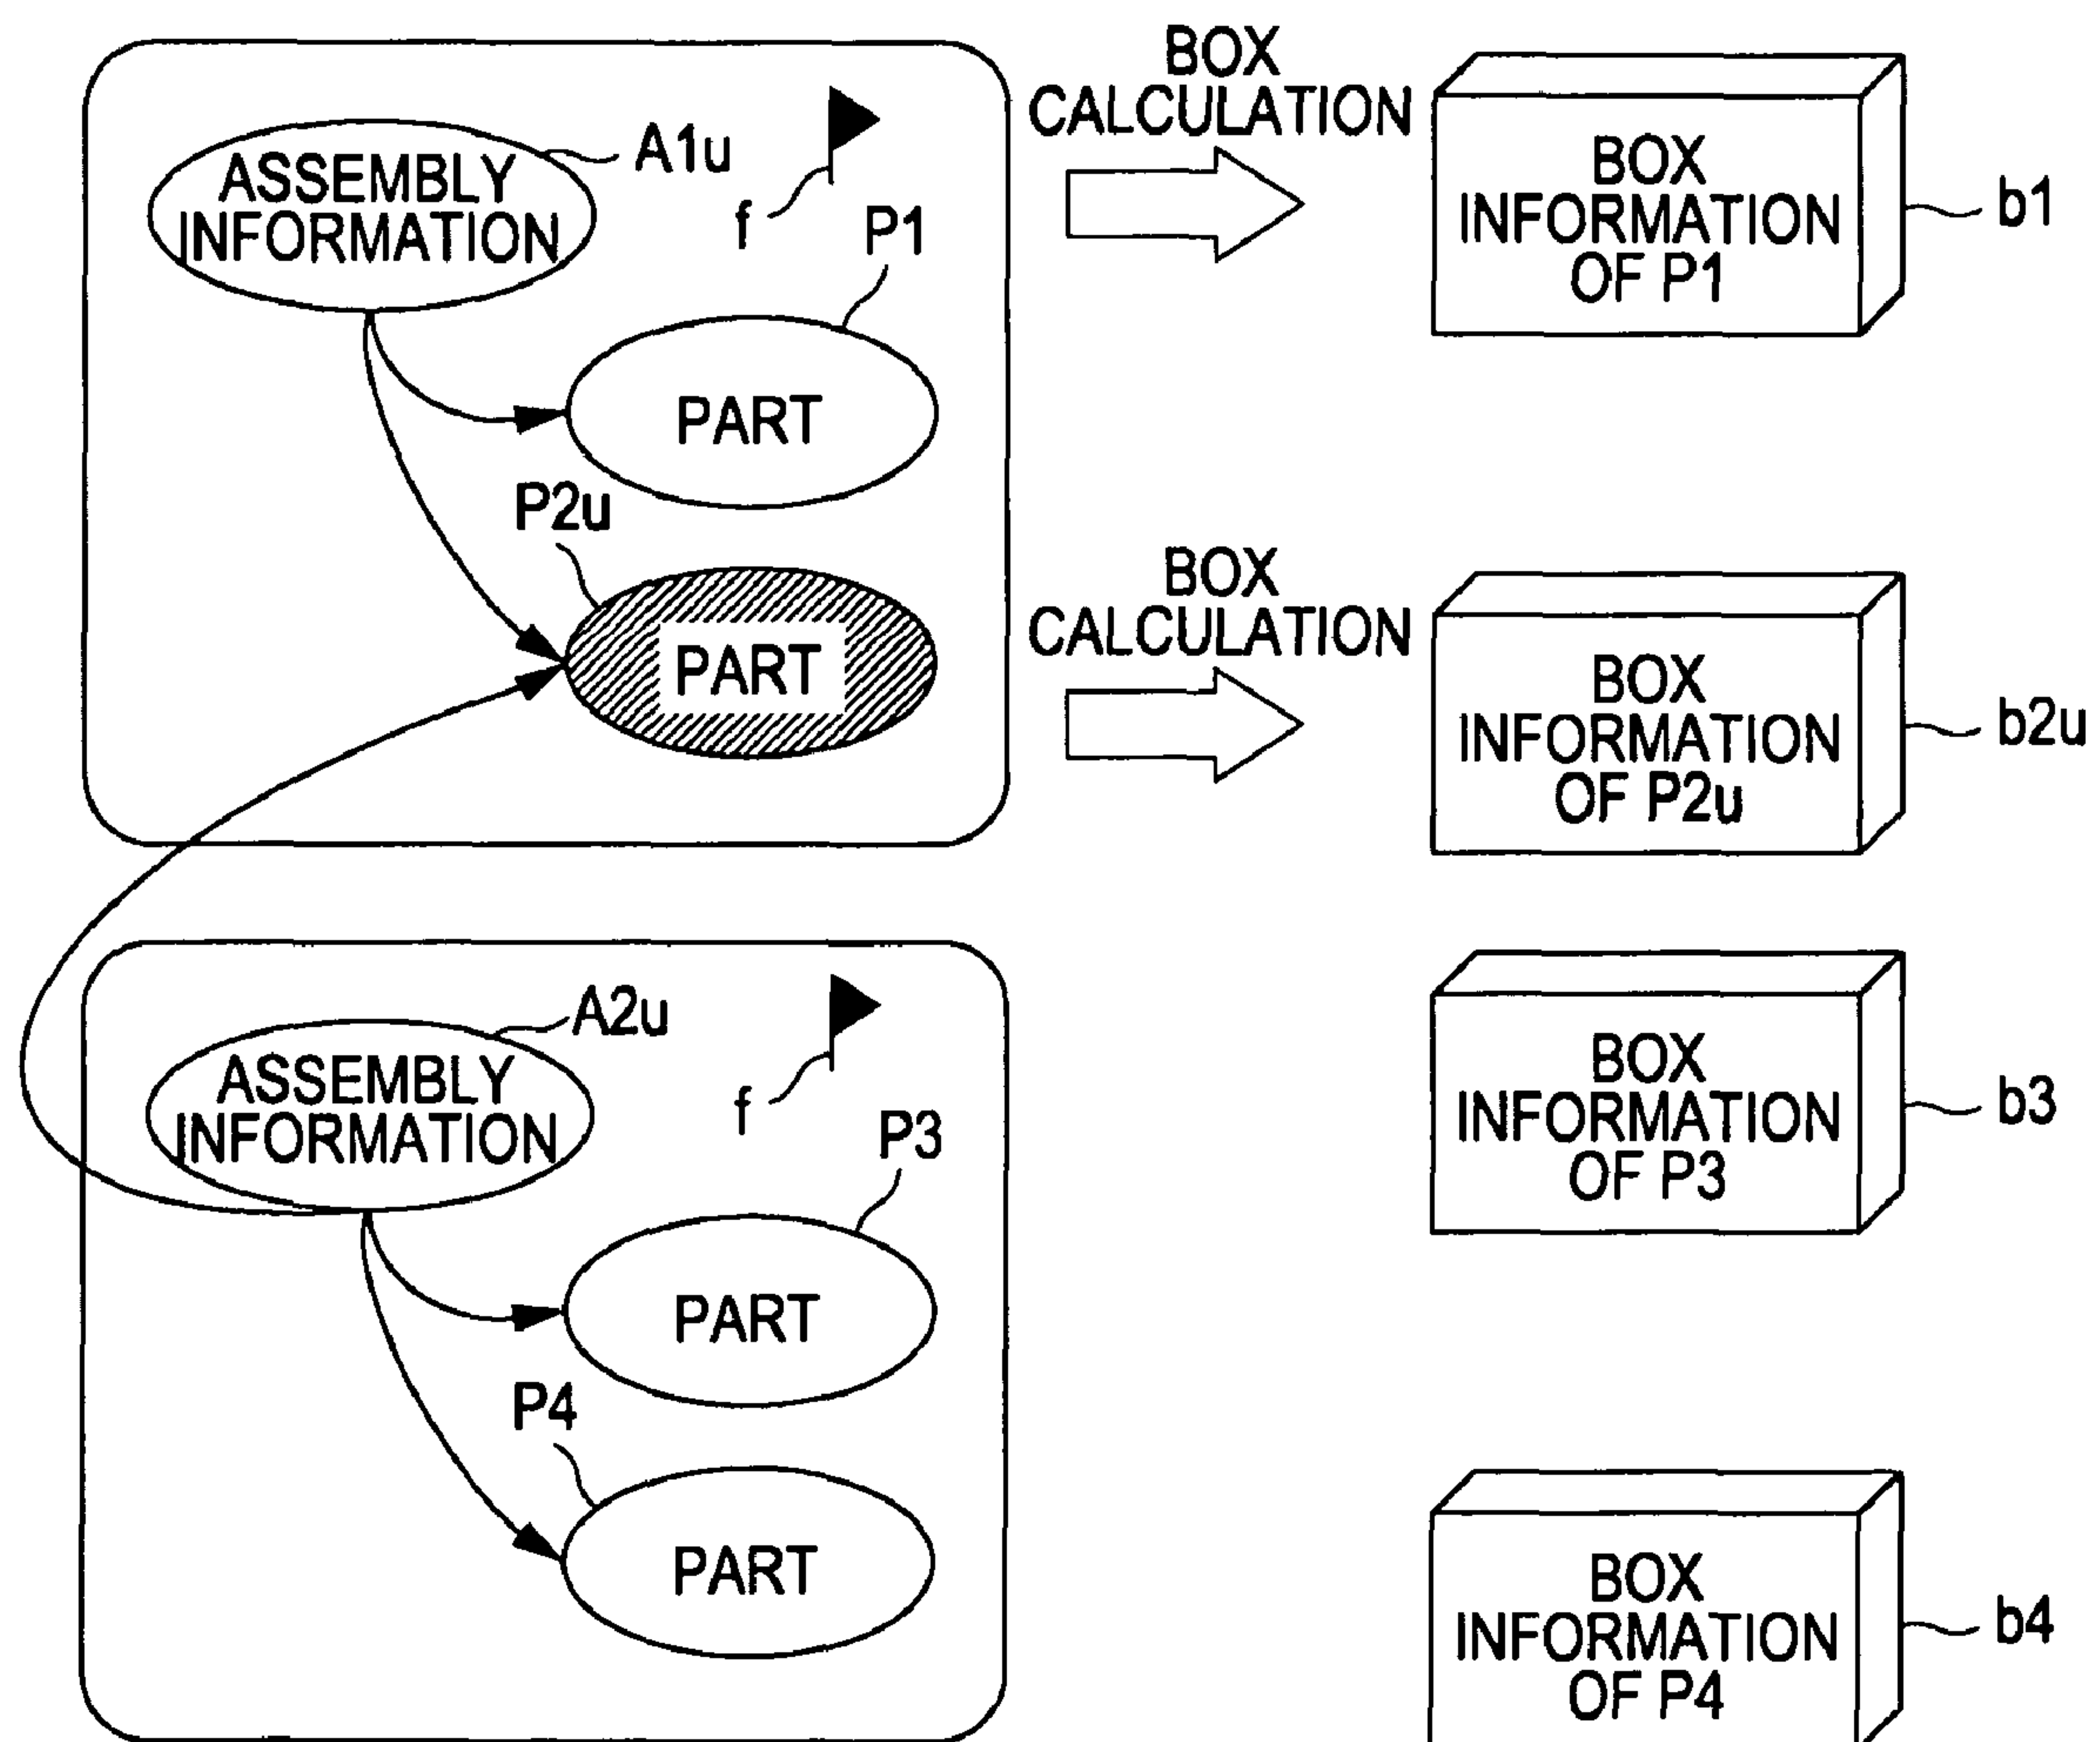 BOX
CALCULATION
ASSEMBLY
INFORMATION
A1u
f
P1
PART
P2u
PART
BOX
INFORMATION
OF P1
b1
BOX
CALCULATION
BOX
INFORMATION
OF P2u
b2u
ASSEMBLY
INFORMATION
A2u
f
P3
PART
P4
PART
BOX
INFORMATION
OF P3
b3
BOX
INFORMATION
OF P4
b4